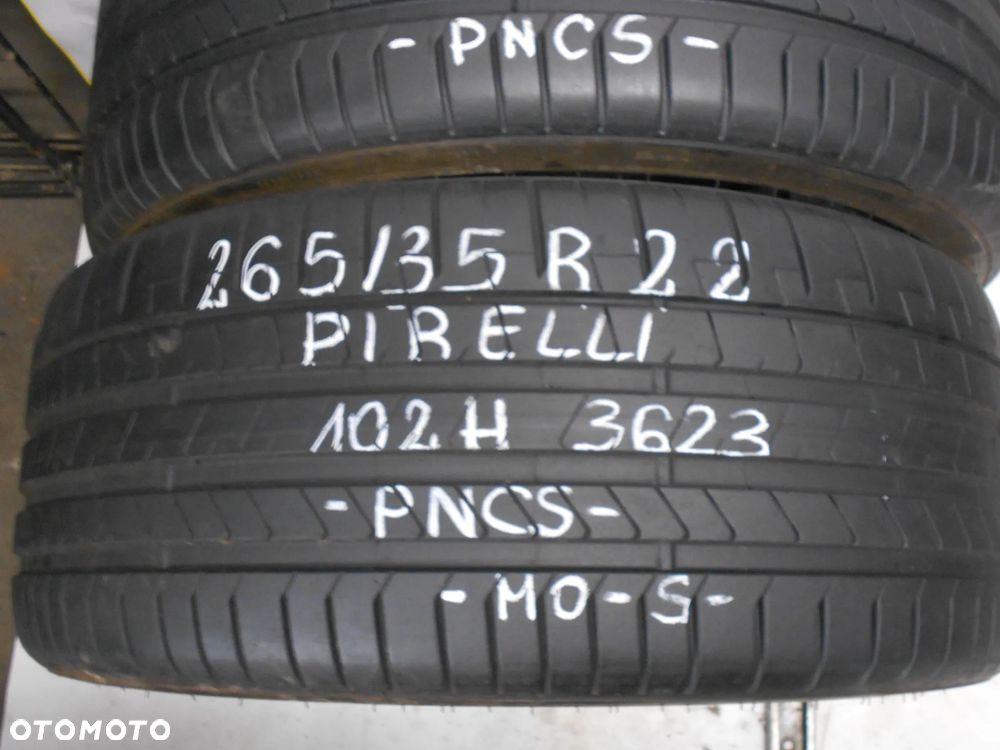 - PNCS -
265/35 R 22
PIRELLI
102H 3623
- PNCS -
- MO - S -
OTOMOTO